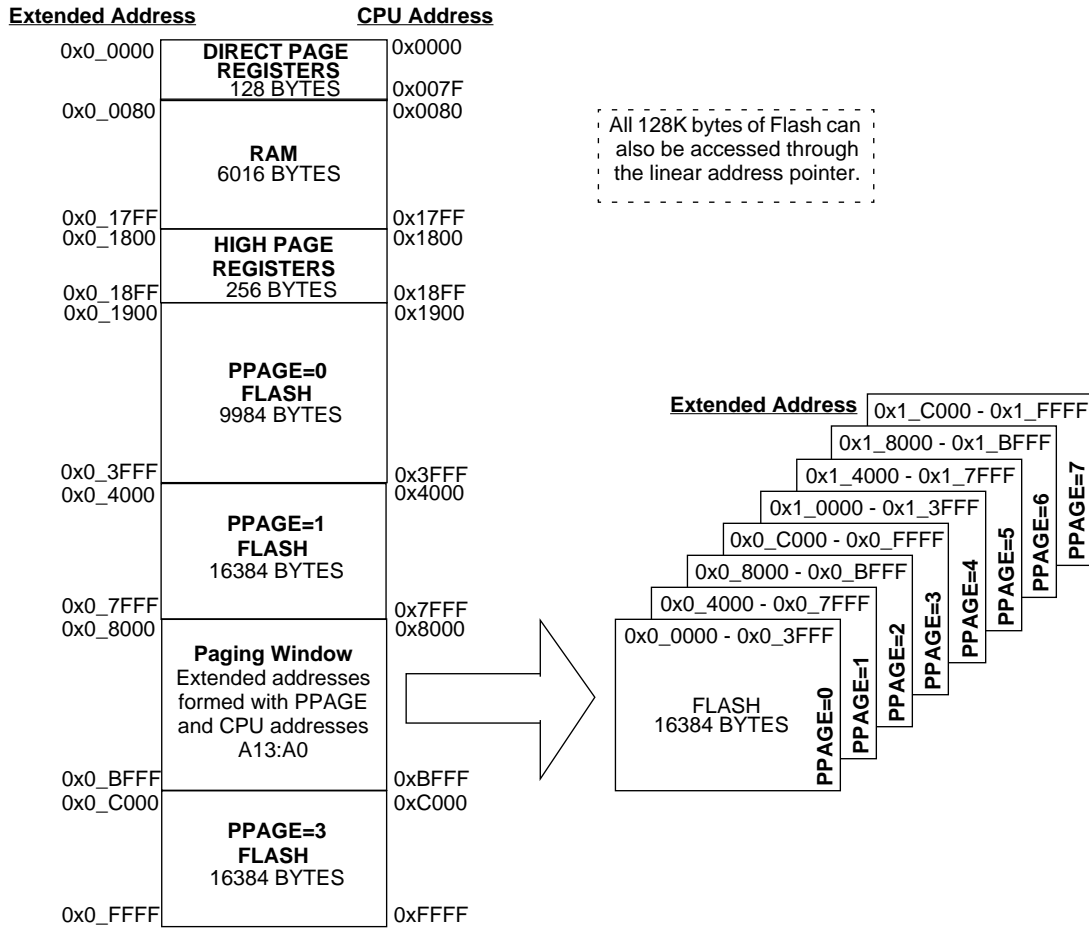 Extended Address
CPU Address
0x0_0000
DIRECT PAGE
REGISTERS
128 BYTES
0x0000
0x007F
0x0_0080
0x0080
RAM
6016 BYTES
0x0_17FF
0x17FF
0x0_1800
0x1800
HIGH PAGE
REGISTERS
256 BYTES
0x0_18FF
0x18FF
0x0_1900
0x1900
PPAGE=0
FLASH
9984 BYTES
0x0_3FFF
0x3FFF
0x0_4000
0x4000
PPAGE=1
FLASH
16384 BYTES
0x0_7FFF
0x7FFF
0x0_8000
0x8000
Paging Window
Extended addresses
formed with PPAGE
and CPU addresses
A13:A0
0x0_BFFF
0xBFFF
0x0_C000
0xC000
PPAGE=3
FLASH
16384 BYTES
0x0_FFFF
0xFFFF
All 128K bytes of Flash can
also be accessed through
the linear address pointer.
Extended Address
0x1_C000 - 0x1_FFFF
0x1_8000 - 0x1_BFFF
0x1_4000 - 0x1_7FFF
0x1_0000 - 0x1_3FFF
0x0_C000 - 0x0_FFFF
0x0_8000 - 0x0_BFFF
0x0_4000 - 0x0_7FFF
0x0_0000 - 0x0_3FFF
FLASH
16384 BYTES
PPAGE=0
PPAGE=1
PPAGE=2
PPAGE=3
PPAGE=4
PPAGE=5
PPAGE=6
PPAGE=7